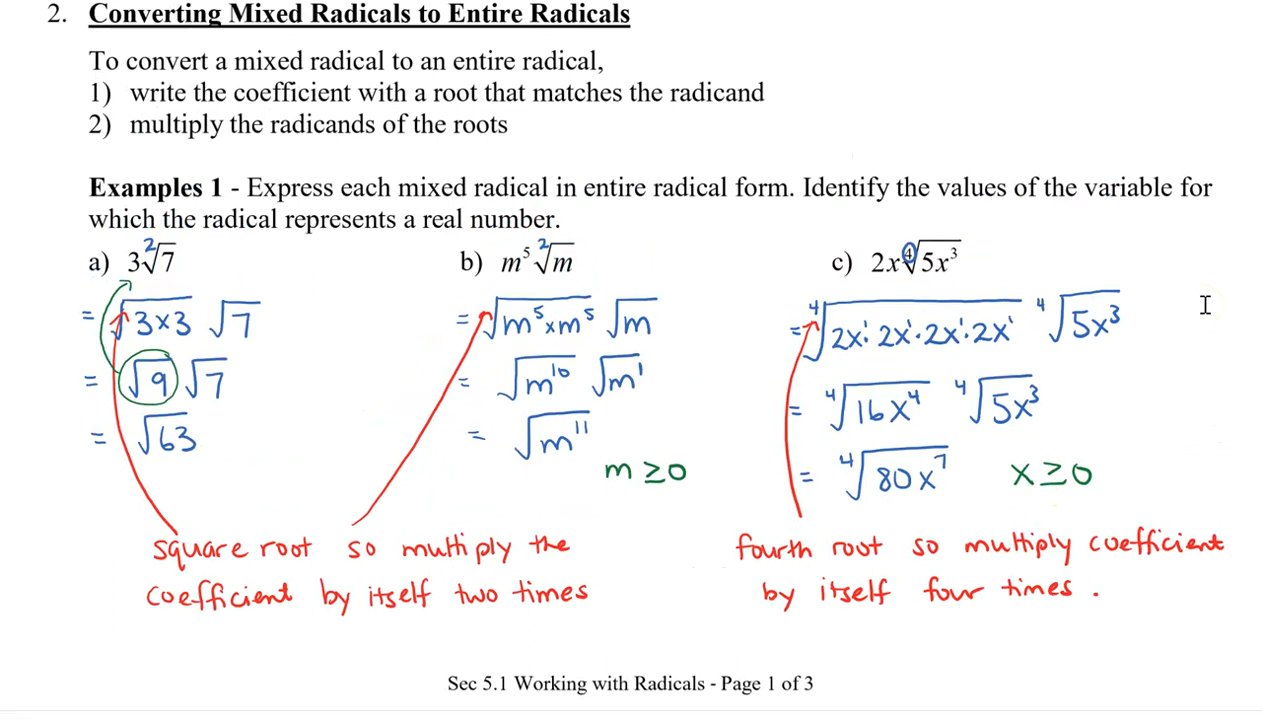 2. Converting Mixed Radicals to Entire Radicals
To convert a mixed radical to an entire radical,
1) write the coefficient with a root that matches the radicand
2) multiply the radicands of the roots
Examples 1 - Express each mixed radical in entire radical form. Identify the values of the variable for
which the radical represents a real number.
a) 3²√7
= √3×3 √7
= √9 √7
= √63
b) m⁵ ²√m
= √m⁵×m⁵ √m
= √m¹⁰ √m¹
= √m¹¹
m ≥ 0
c) 2x⁴√5x³
= ⁴√2x¹·2x¹·2x¹·2x¹ ⁴√5x³
= ⁴√16x⁴ ⁴√5x³
= ⁴√80x⁷ x ≥ 0
square root so multiply the
coefficient by itself two times
fourth root so multiply coefficient
by itself four times.
Sec 5.1 Working with Radicals - Page 1 of 3